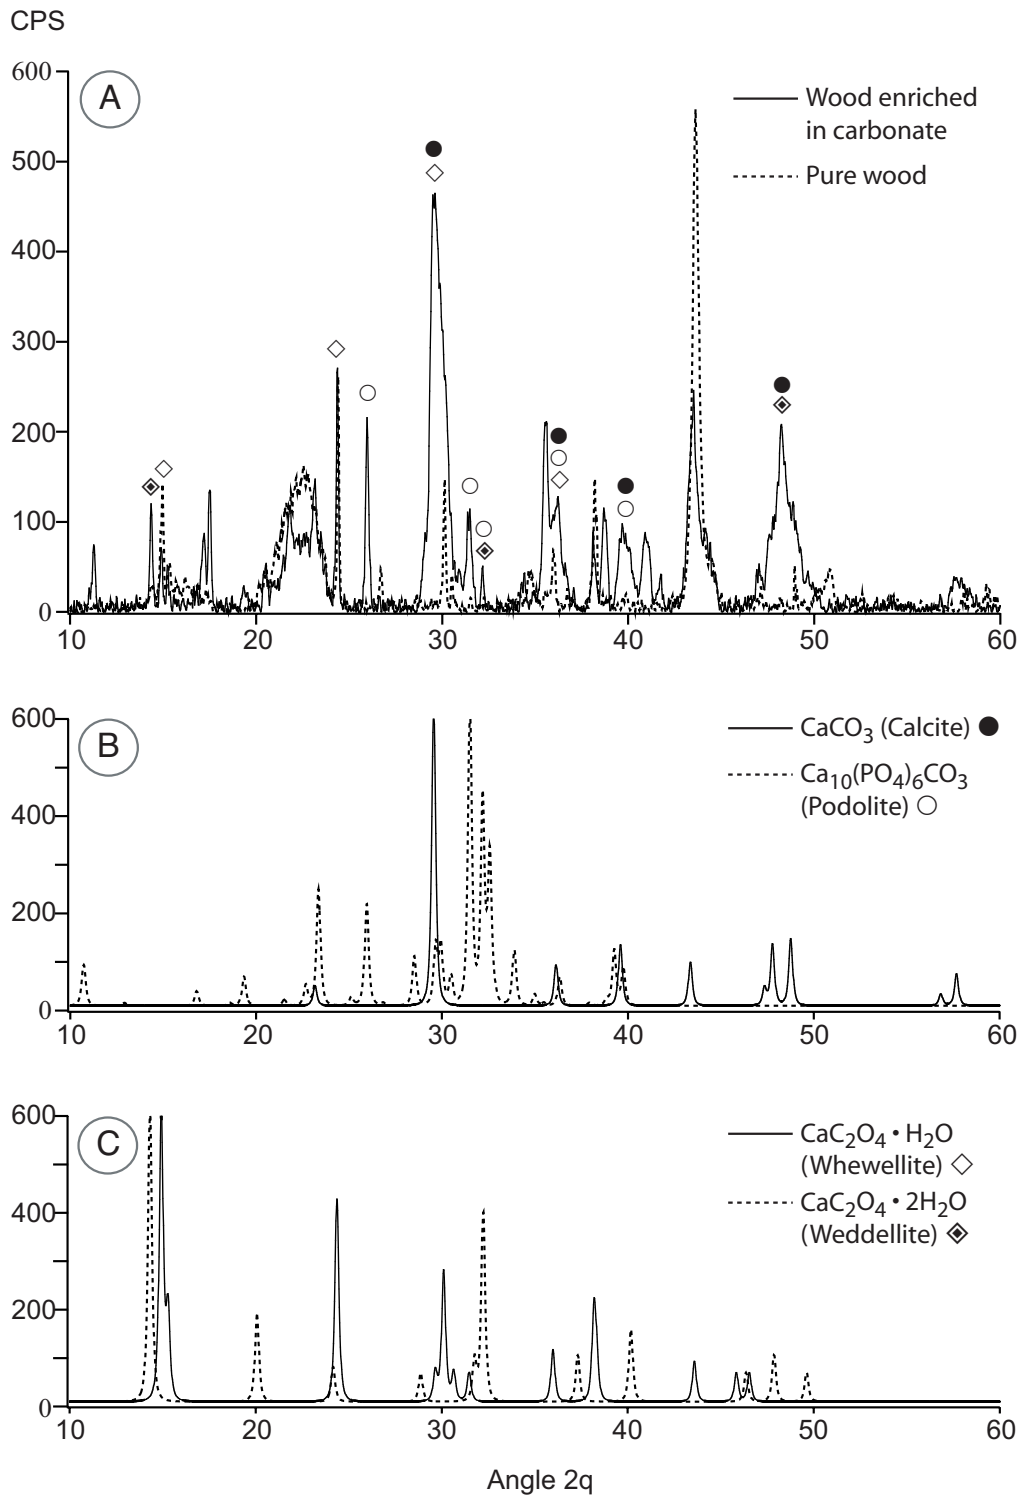 CPS
600
500
400
300
200
100
0
A
Wood enriched
in carbonate
Pure wood
10 20 30 40 50 60
600
400
200
0
B
CaCO₃ (Calcite)
Ca₁₀(PO₄)₆CO₃
(Podolite)
10 20 30 40 50 60
600
400
200
0
C
CaC₂O₄ • H₂O
(Whewellite)
CaC₂O₄ • 2H₂O
(Weddellite)
10 20 30 40 50 60
Angle 2q